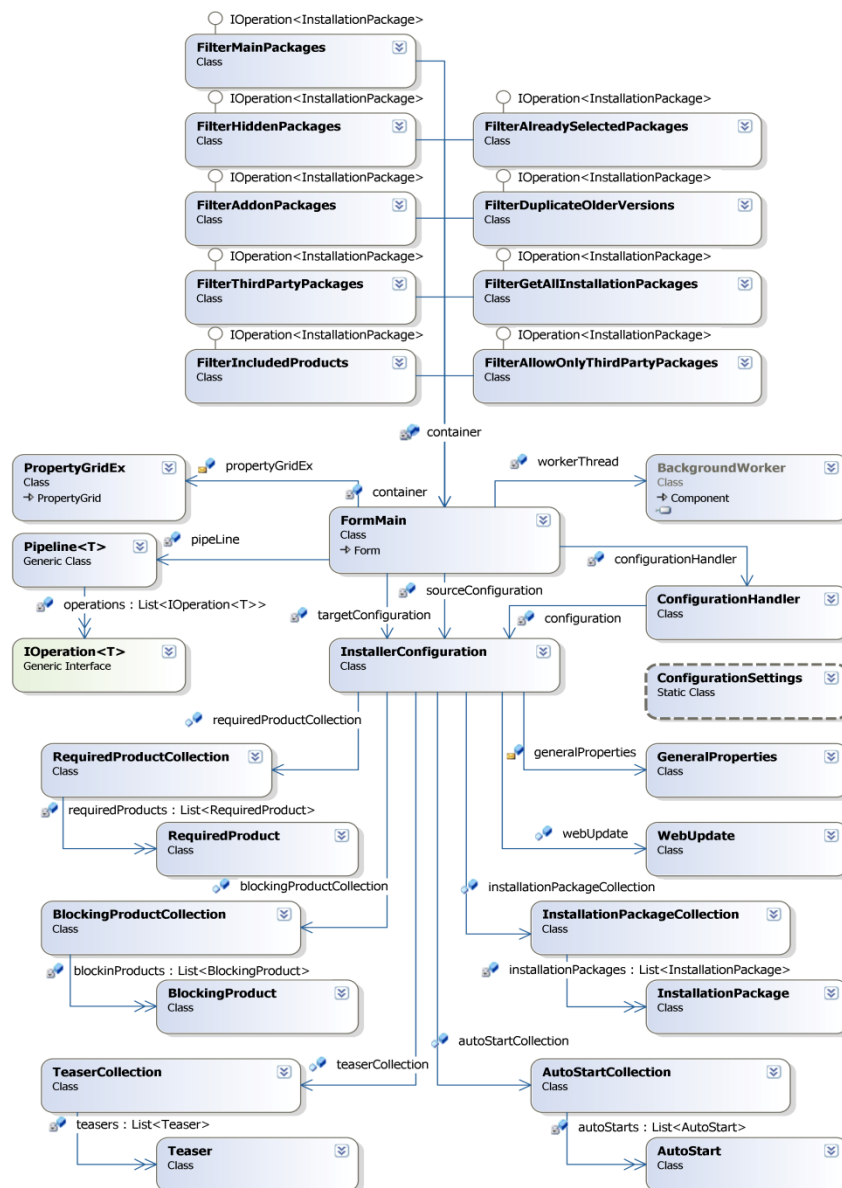 IOperation<InstallationPackage>
FilterMainPackages
Class
IOperation<InstallationPackage>
FilterHiddenPackages
Class
IOperation<InstallationPackage>
FilterAlreadySelectedPackages
Class
IOperation<InstallationPackage>
FilterAddonPackages
Class
IOperation<InstallationPackage>
FilterDuplicateOlderVersions
Class
IOperation<InstallationPackage>
FilterThirdPartyPackages
Class
IOperation<InstallationPackage>
FilterGetAllInstallationPackages
Class
IOperation<InstallationPackage>
FilterIncludedProducts
Class
IOperation<InstallationPackage>
FilterAllowOnlyThirdPartyPackages
Class
container
PropertyGridEx
Class
PropertyGrid
propertyGridEx
container
workerThread
BackgroundWorker
Class
Component
FormMain
Class
Form
Pipeline<T>
Generic Class
pipeLine
configurationHandler
operations : List<IOperation<T>>
sourceConfiguration
targetConfiguration
configuration
ConfigurationHandler
Class
IOperation<T>
Generic Interface
InstallerConfiguration
Class
ConfigurationSettings
Static Class
requiredProductCollection
RequiredProductCollection
Class
generalProperties
GeneralProperties
Class
requiredProducts : List<RequiredProduct>
RequiredProduct
Class
webUpdate
WebUpdate
Class
blockingProductCollection
installationPackageCollection
BlockingProductCollection
Class
InstallationPackageCollection
Class
blockinProducts : List<BlockingProduct>
installationPackages : List<InstallationPackage>
BlockingProduct
Class
InstallationPackage
Class
autoStartCollection
teaserCollection
TeaserCollection
Class
AutoStartCollection
Class
teasers : List<Teaser>
autoStarts : List<AutoStart>
Teaser
Class
AutoStart
Class